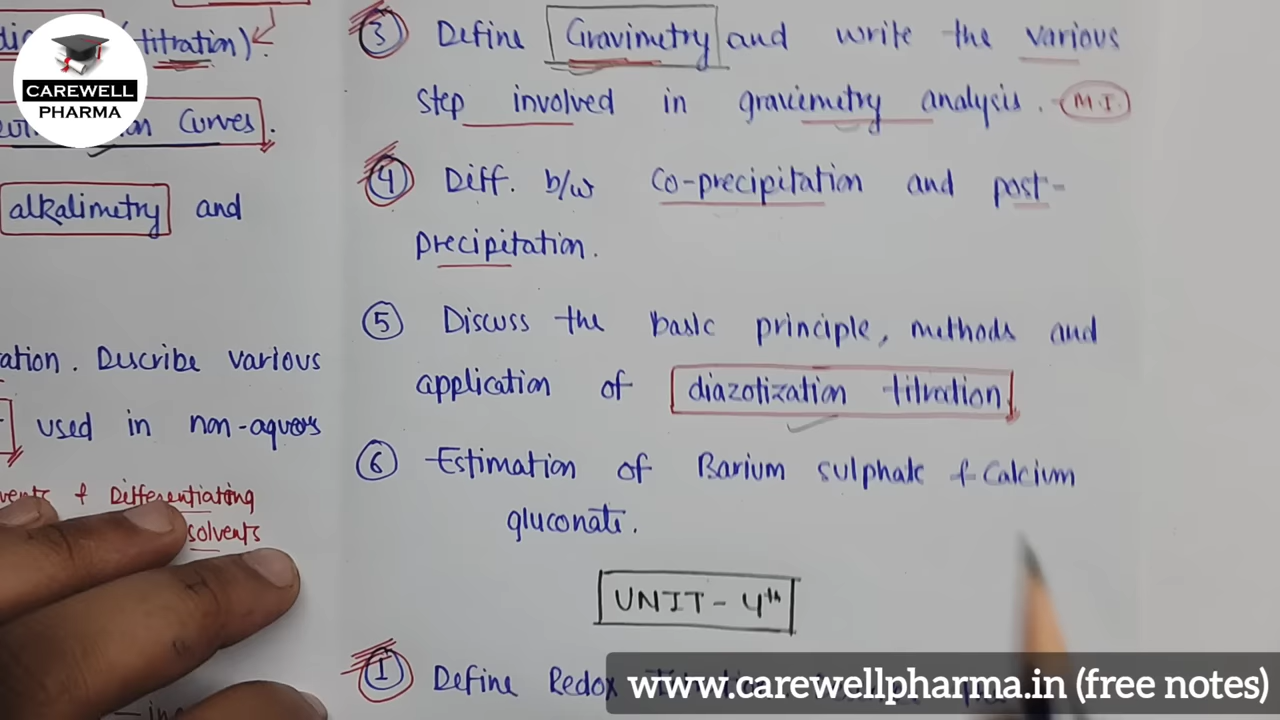 (titration)
CAREWELL
PHARMA
Curves.
alkalimetry and
ation. Describe various
used in non-aqueous
& Differentiating
solvents
③ Define Gravimetry and write the various
step involved in graviemetry analysis. M.I.
④ Diff. b/w Co-precipitation and post-
precipitation.
⑤ Discuss the basic principle, methods and
application of diazotization titration.
⑥ Estimation of Barium sulphate & Calcium
gluconate.
UNIT - 4th
① Define Redox
www.carewellpharma.in (free notes)